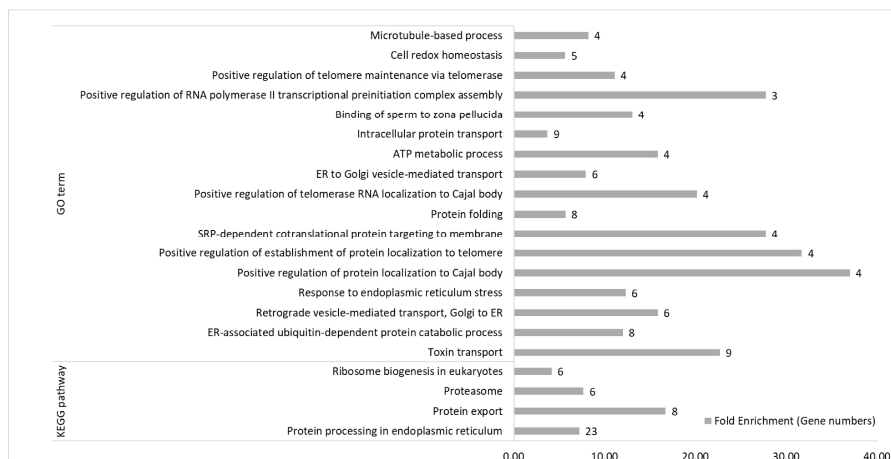 Microtubule-based process 4
Cell redox homeostasis 5
Positive regulation of telomere maintenance via telomerase 4
Positive regulation of RNA polymerase II transcriptional preinitiation complex assembly 3
Binding of sperm to zona pellucida 4
Intracellular protein transport 9
ATP metabolic process 4
ER to Golgi vesicle-mediated transport 6
Positive regulation of telomerase RNA localization to Cajal body 4
Protein folding 8
SRP-dependent cotranslational protein targeting to membrane 4
Positive regulation of establishment of protein localization to telomere 4
Positive regulation of protein localization to Cajal body 4
Response to endoplasmic reticulum stress 6
Retrograde vesicle-mediated transport, Golgi to ER 6
ER-associated ubiquitin-dependent protein catabolic process 8
Toxin transport 9
GO term
Ribosome biogenesis in eukaryotes 6
Proteasome 6
Protein export 8
Protein processing in endoplasmic reticulum 23
KEGG pathway
Fold Enrichment (Gene numbers)
0.00 10.00 20.00 30.00 40.00